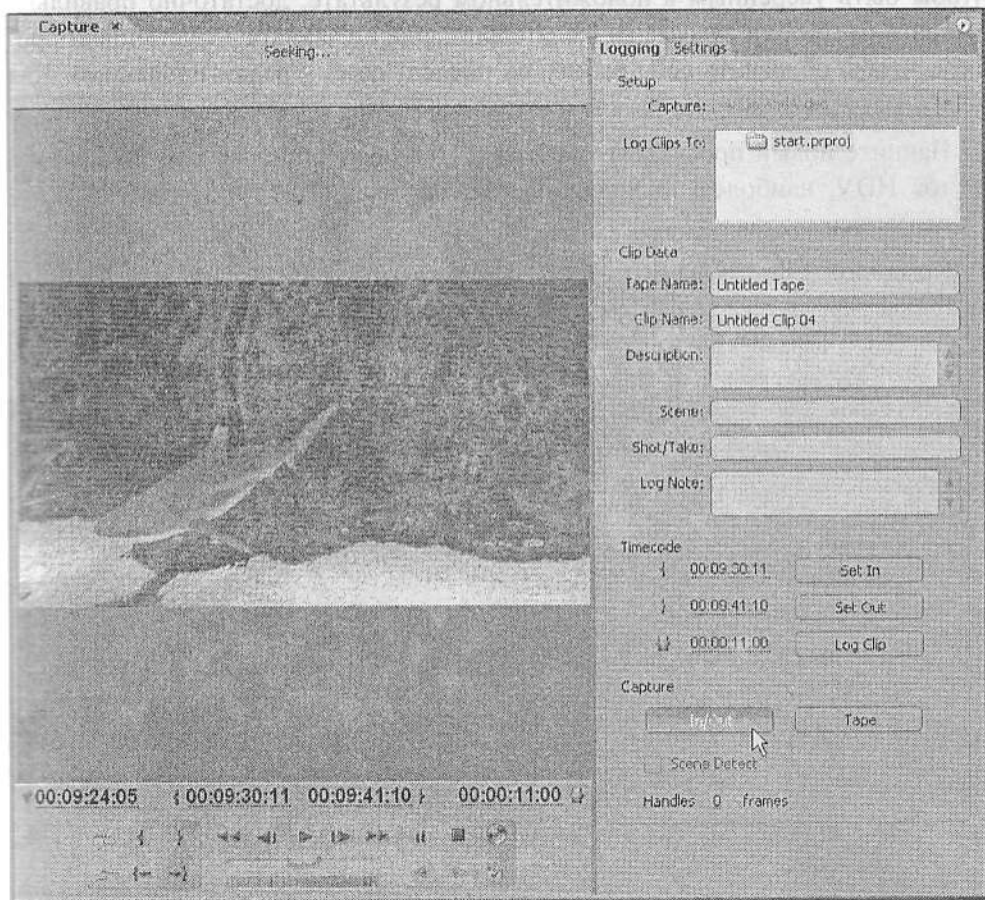 Capture ×
Seeking...
Logging Settings
Setup
Capture:
Log Clips To: start.prproj
Clip Data
Tape Name: Untitled Tape
Clip Name: Untitled Clip 04
Description:
Scene:
Shot/Take:
Log Note:
Timecode
{ 00:09:30:11 Set In
} 00:09:41:10 Set Out
{} 00:00:11:00 Log Clip
Capture
In/Out Tape
Scene Detect
Handles 0 frames
00:09:24:05 { 00:09:30:11 00:09:41:10 } 00:00:11:00 {}